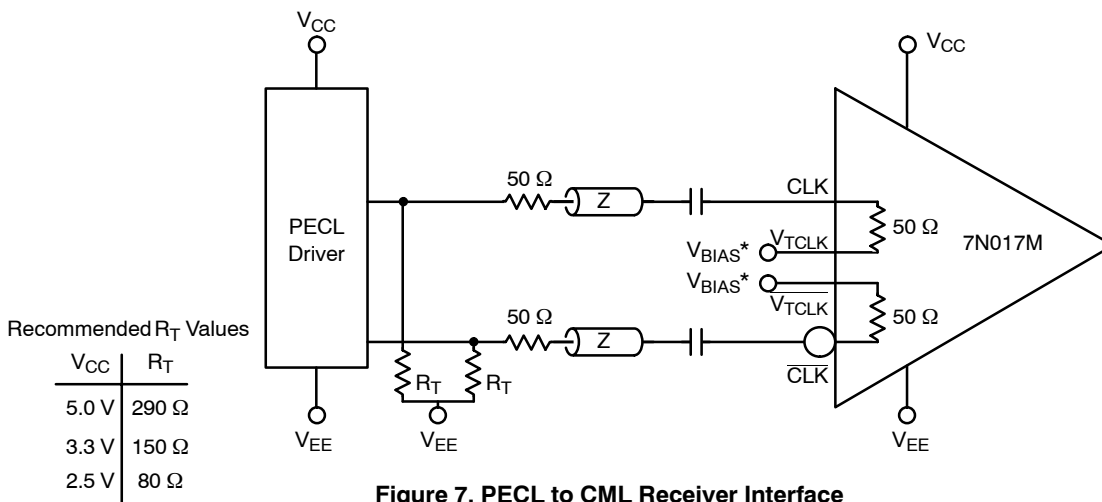 V_CC
V_CC
50 Ω
Z
CLK
PECL
Driver
V_BIAS*
V_TCLK
50 Ω
7N017M
V_BIAS*
V̅_T̅C̅L̅K̅
50 Ω
50 Ω
Z
C̅L̅K̅
R_T
R_T
V_EE
V_EE
V_EE
Recommended R_T Values
V_CC R_T
5.0 V 290 Ω
3.3 V 150 Ω
2.5 V 80 Ω
Figure 7. PECL to CML Receiver Interface